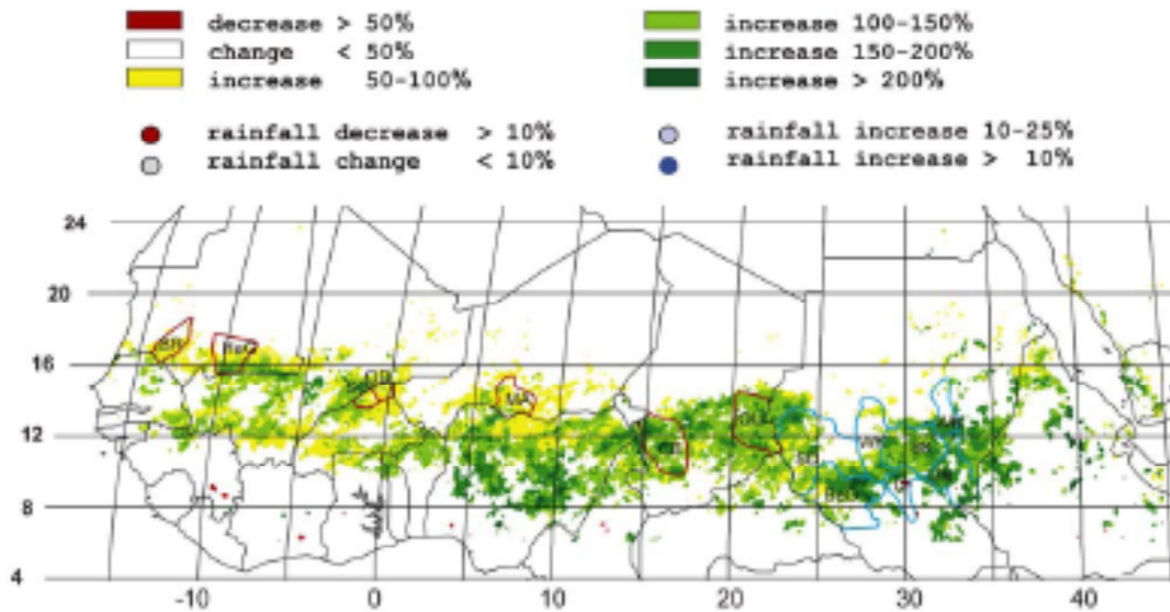 decrease > 50%
change < 50%
increase 50-100%
increase 100-150%
increase 150-200%
increase > 200%
rainfall decrease > 10%
rainfall change < 10%
rainfall increase 10-25%
rainfall increase > 10%
24
20
16
12
8
4
-10 0 10 20 30 40